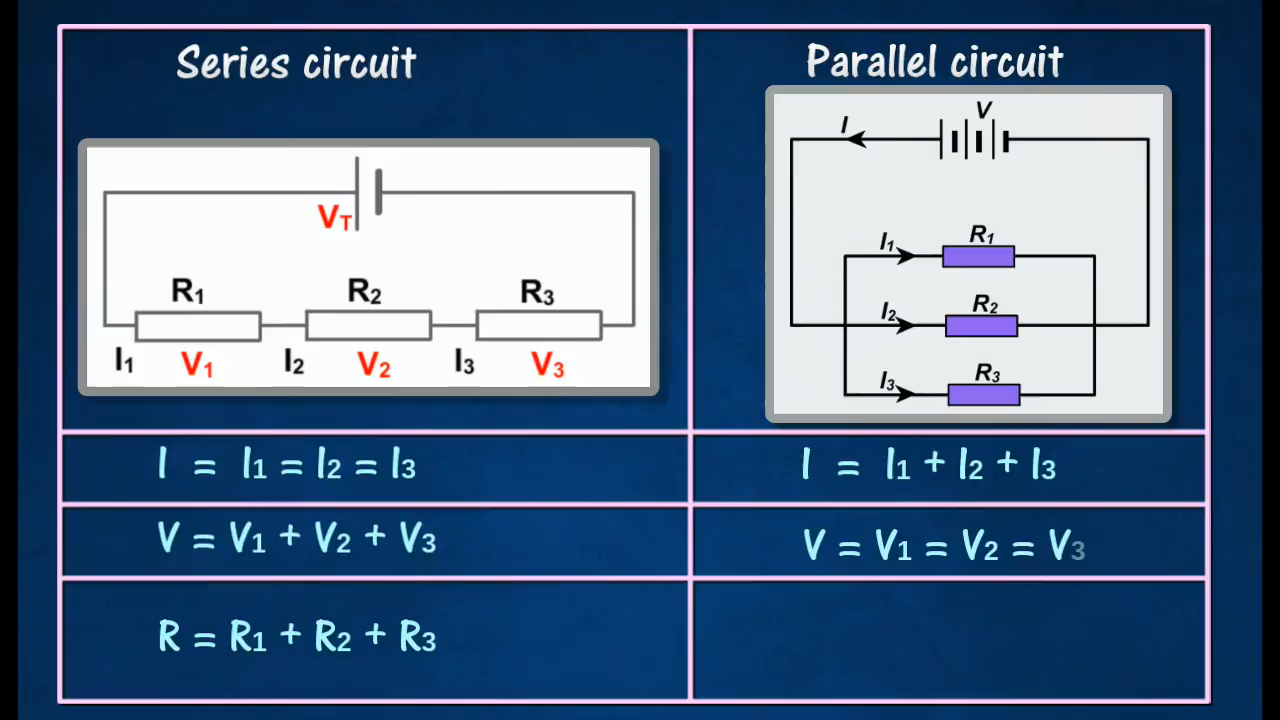 Series circuit
VT
R1 R2 R3
I1 V1 I2 V2 I3 V3
Parallel circuit
V
I
I1 R1
I2 R2
I3 R3
I = I1 = I2 = I3
I = I1 + I2 + I3
V = V1 + V2 + V3
V = V1 = V2 = V3
R = R1 + R2 + R3